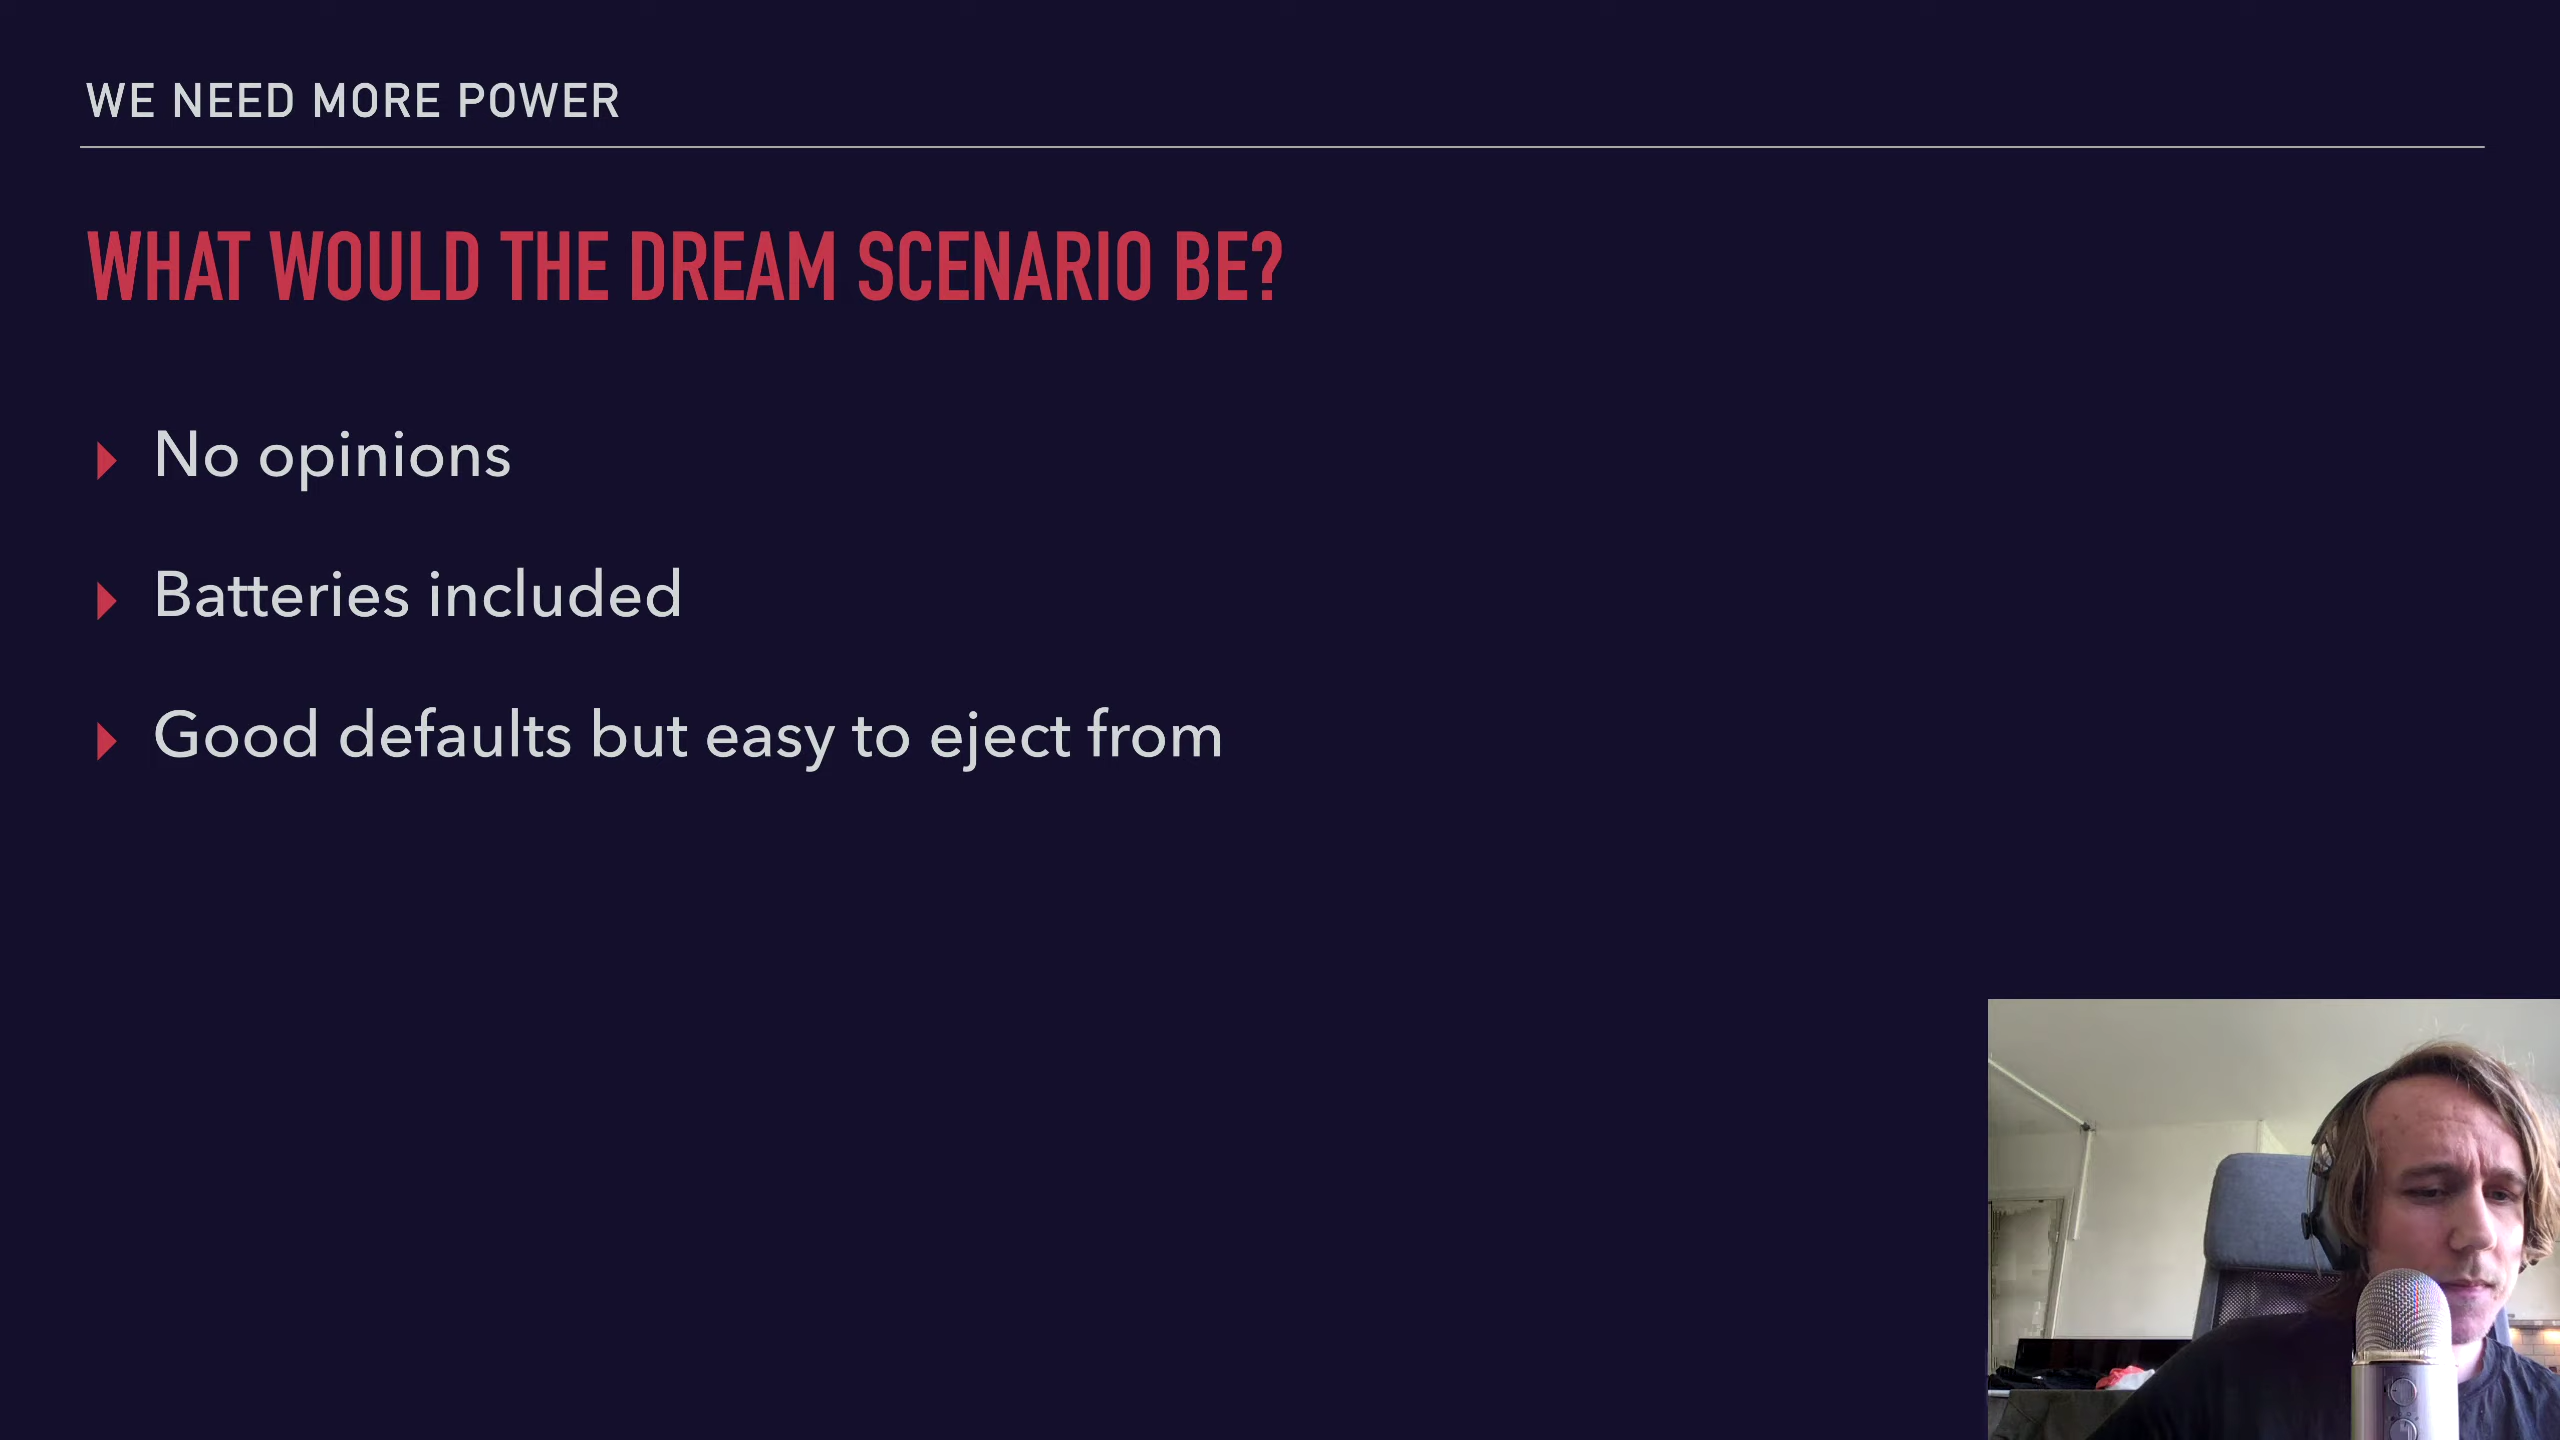 WE NEED MORE POWER
WHAT WOULD THE DREAM SCENARIO BE?
No opinions
Batteries included
Good defaults but easy to eject from